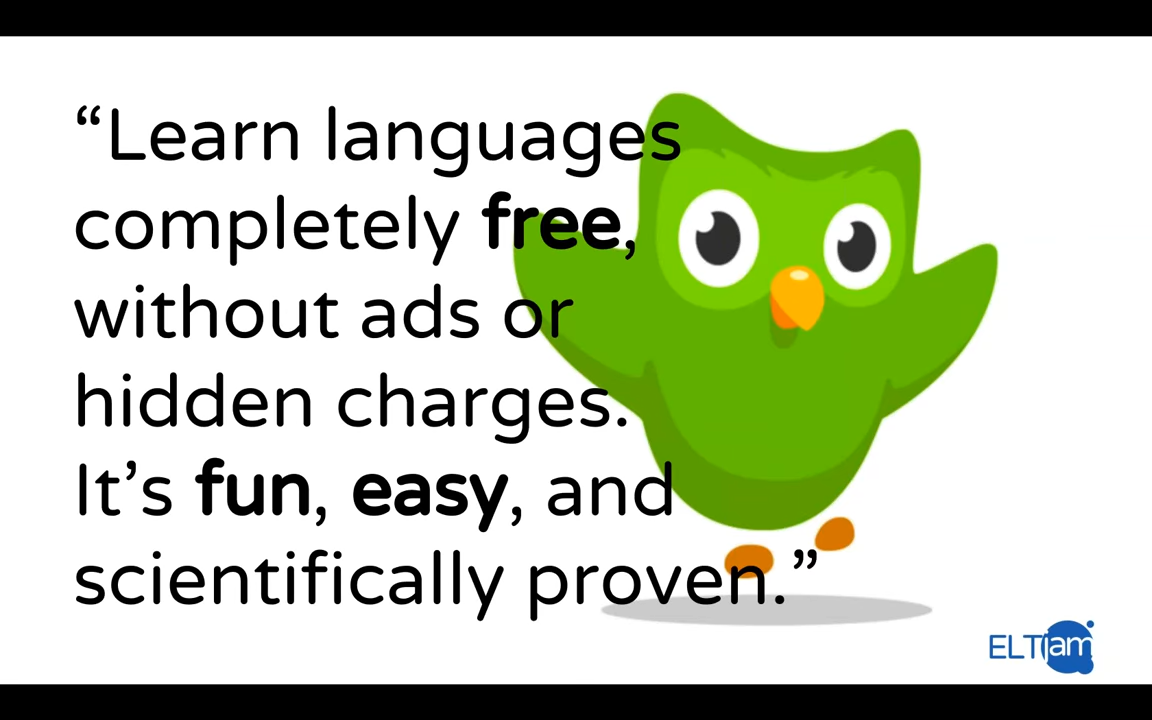 “Learn languages
completely free,
without ads or
hidden charges.
It’s fun, easy, and
scientifically proven.”
ELTjam